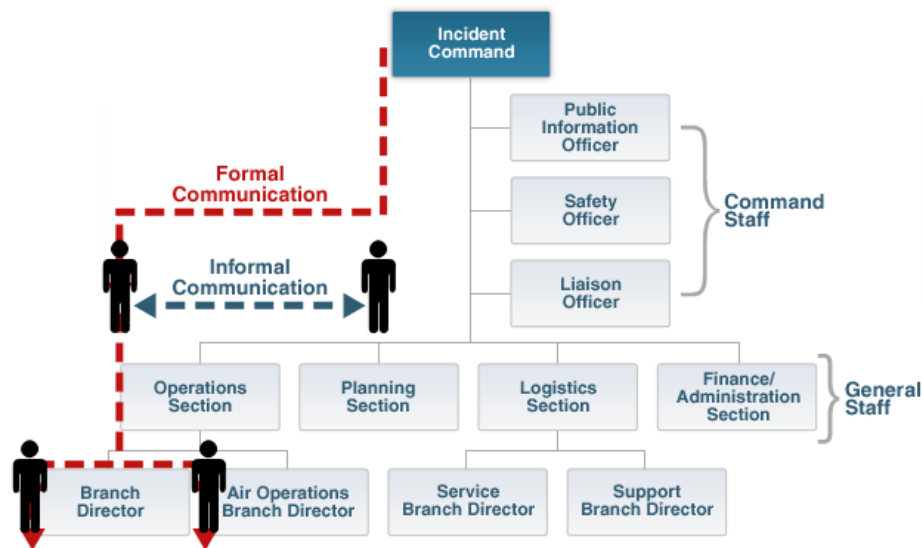 Incident
Command
Public
Information
Officer
Formal
Communication
Safety
Officer
Command
Staff
Informal
Communication
Liaison
Officer
Operations
Section
Planning
Section
Logistics
Section
Finance/
Administration
Section
General
Staff
Branch
Director
Air Operations
Branch Director
Service
Branch Director
Support
Branch Director